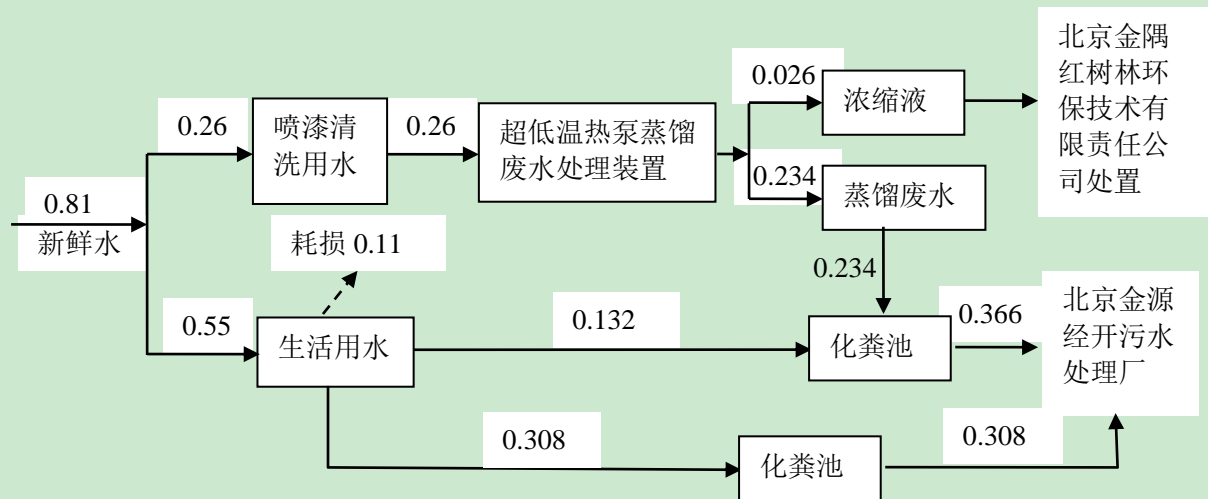 0.81
新鲜水
0.26
喷漆清
洗用水
0.26
超低温热泵蒸馏
废水处理装置
0.026
浓缩液
北京金隅
红树林环
保技术有
限责任公
司处置
0.234
蒸馏废水
0.234
耗损 0.11
0.55
生活用水
0.132
化粪池
0.366
北京金源
经开污水
处理厂
0.308
化粪池
0.308